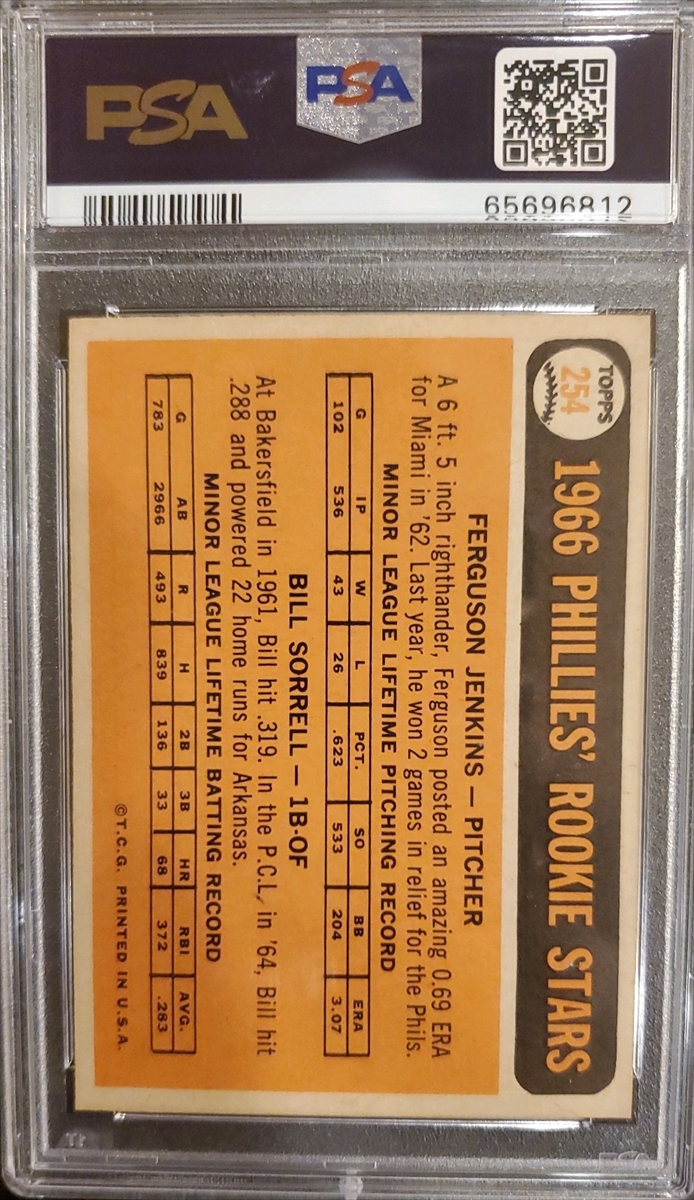 PSA
PSA
65696812
TOPPS
254
1966 PHILLIES' ROOKIE STARS
FERGUSON JENKINS — PITCHER
A 6 ft. 5 inch righthander, Ferguson posted an amazing 0.69 ERA
for Miami in '62. Last year, he won 2 games in relief for the Phils.
MINOR LEAGUE LIFETIME PITCHING RECORD
G IP W L PCT. SO BB ERA
102 536 43 26 .623 533 204 3.07
BILL SORRELL — 1B-OF
At Bakersfield in 1961, Bill hit .319. In the P.C.L. in '64, Bill hit
.288 and powered 22 home runs for Arkansas.
MINOR LEAGUE LIFETIME BATTING RECORD
G AB R H 2B 3B HR RBI AVG.
783 2966 493 839 136 33 68 372 .283
©T.C.G. PRINTED IN U.S.A.
PSA